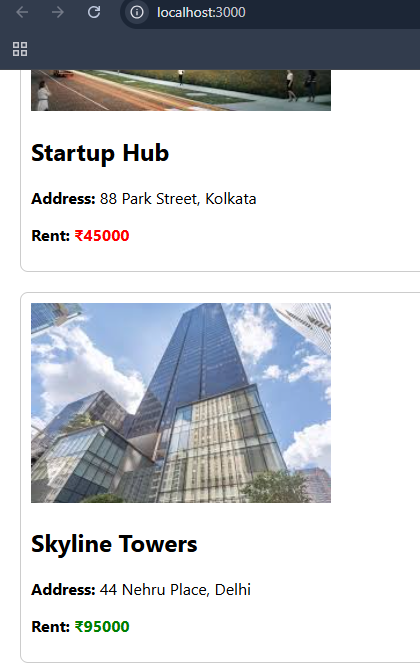 localhost:3000
Startup Hub
Address: 88 Park Street, Kolkata
Rent: ₹45000
Skyline Towers
Address: 44 Nehru Place, Delhi
Rent: ₹95000